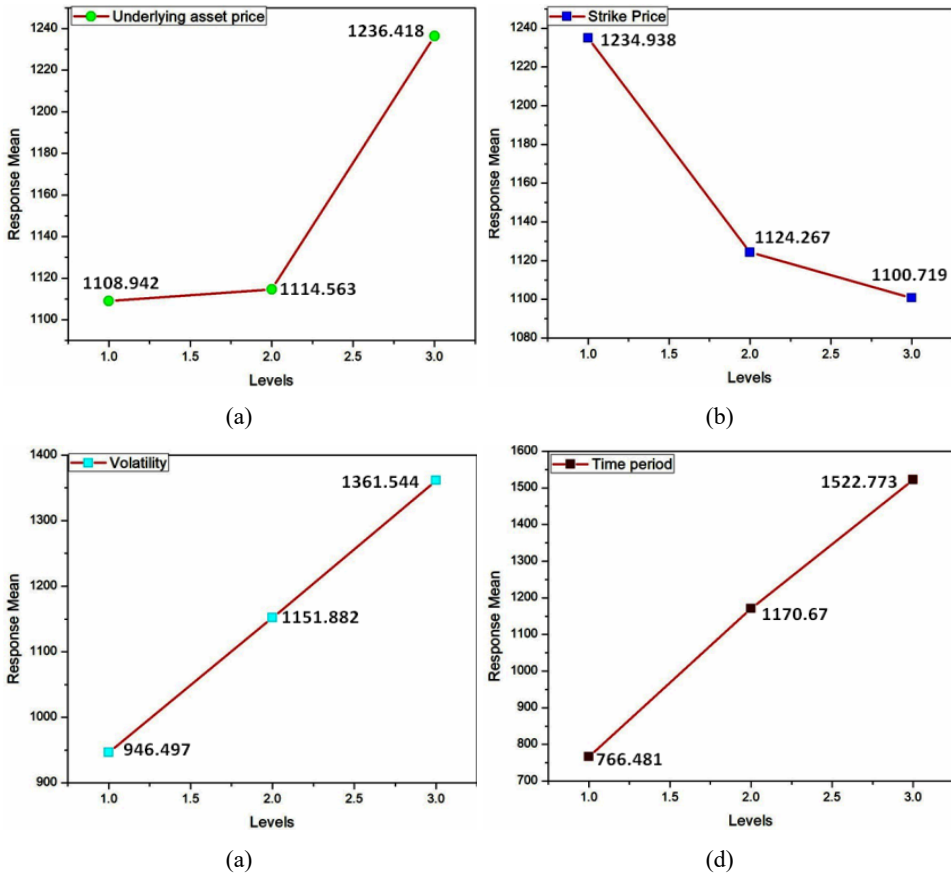 Underlying asset price
1236.418
1108.942
1114.563
Response Mean
1240
1220
1200
1180
1160
1140
1120
1100
1.0 1.5 2.0 2.5 3.0
Levels
(a)
Strike Price
1234.938
1124.267
1100.719
Response Mean
1240
1220
1200
1180
1160
1140
1120
1100
1080
1.0 1.5 2.0 2.5 3.0
Levels
(b)
Volatility
1361.544
1151.882
946.497
Response Mean
1400
1300
1200
1100
1000
900
1.0 1.5 2.0 2.5 3.0
Levels
(a)
Time period
1522.773
1170.67
766.481
Response Mean
1600
1500
1400
1300
1200
1100
1000
900
800
700
1.0 1.5 2.0 2.5 3.0
Levels
(d)